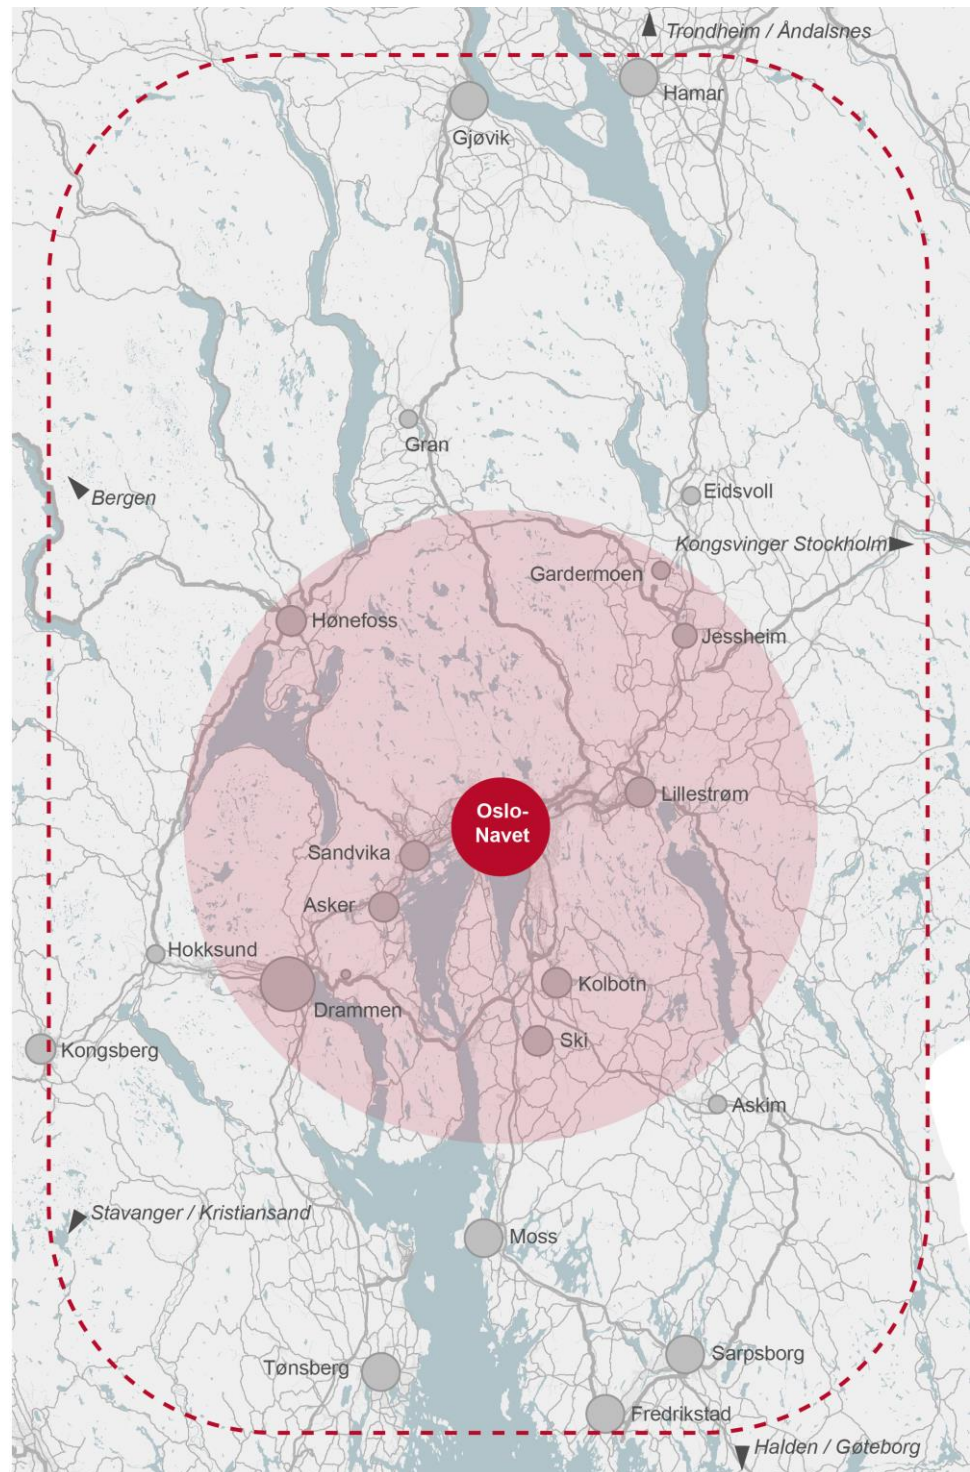 Trondheim / Åndalsnes
Hamar
Gjøvik
Gran
Bergen
Eidsvoll
Kongsvinger Stockholm
Gardermoen
Hønefoss
Jessheim
Lillestrøm
Oslo-
Navet
Sandvika
Asker
Hokksund
Drammen
Kolbotn
Ski
Kongsberg
Askim
Stavanger / Kristiansand
Moss
Sarpsborg
Tønsberg
Fredrikstad
Halden / Gøteborg